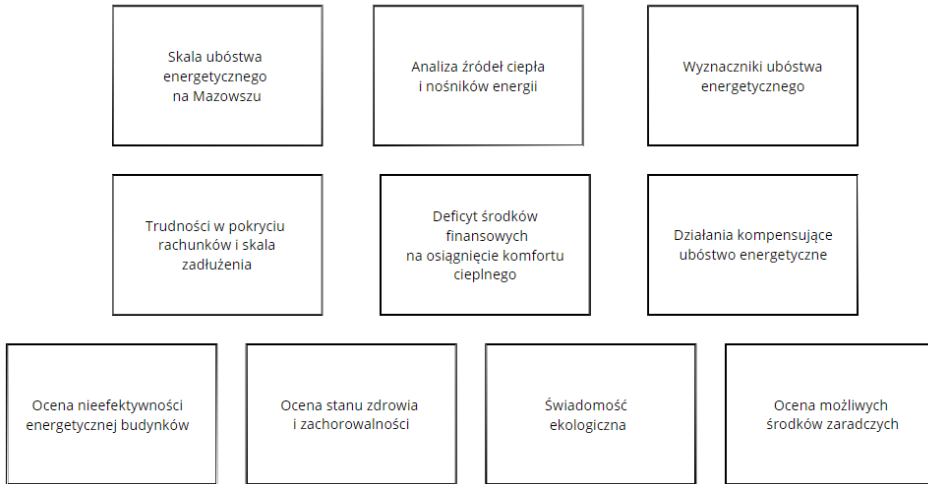 Skala ubóstwa
energetycznego
na Mazowszu
Analiza źródeł ciepła
i nośników energii
Wyznaczniki ubóstwa
energetycznego
Trudności w pokryciu
rachunków i skala
zadłużenia
Deficyt środków
finansowych
na osiągnięcie komfortu
cieplnego
Działania kompensujące
ubóstwo energetyczne
Ocena nieefektywności
energetycznej budynków
Ocena stanu zdrowia
i zachorowalności
Świadomość
ekologiczna
Ocena możliwych
środków zaradczych